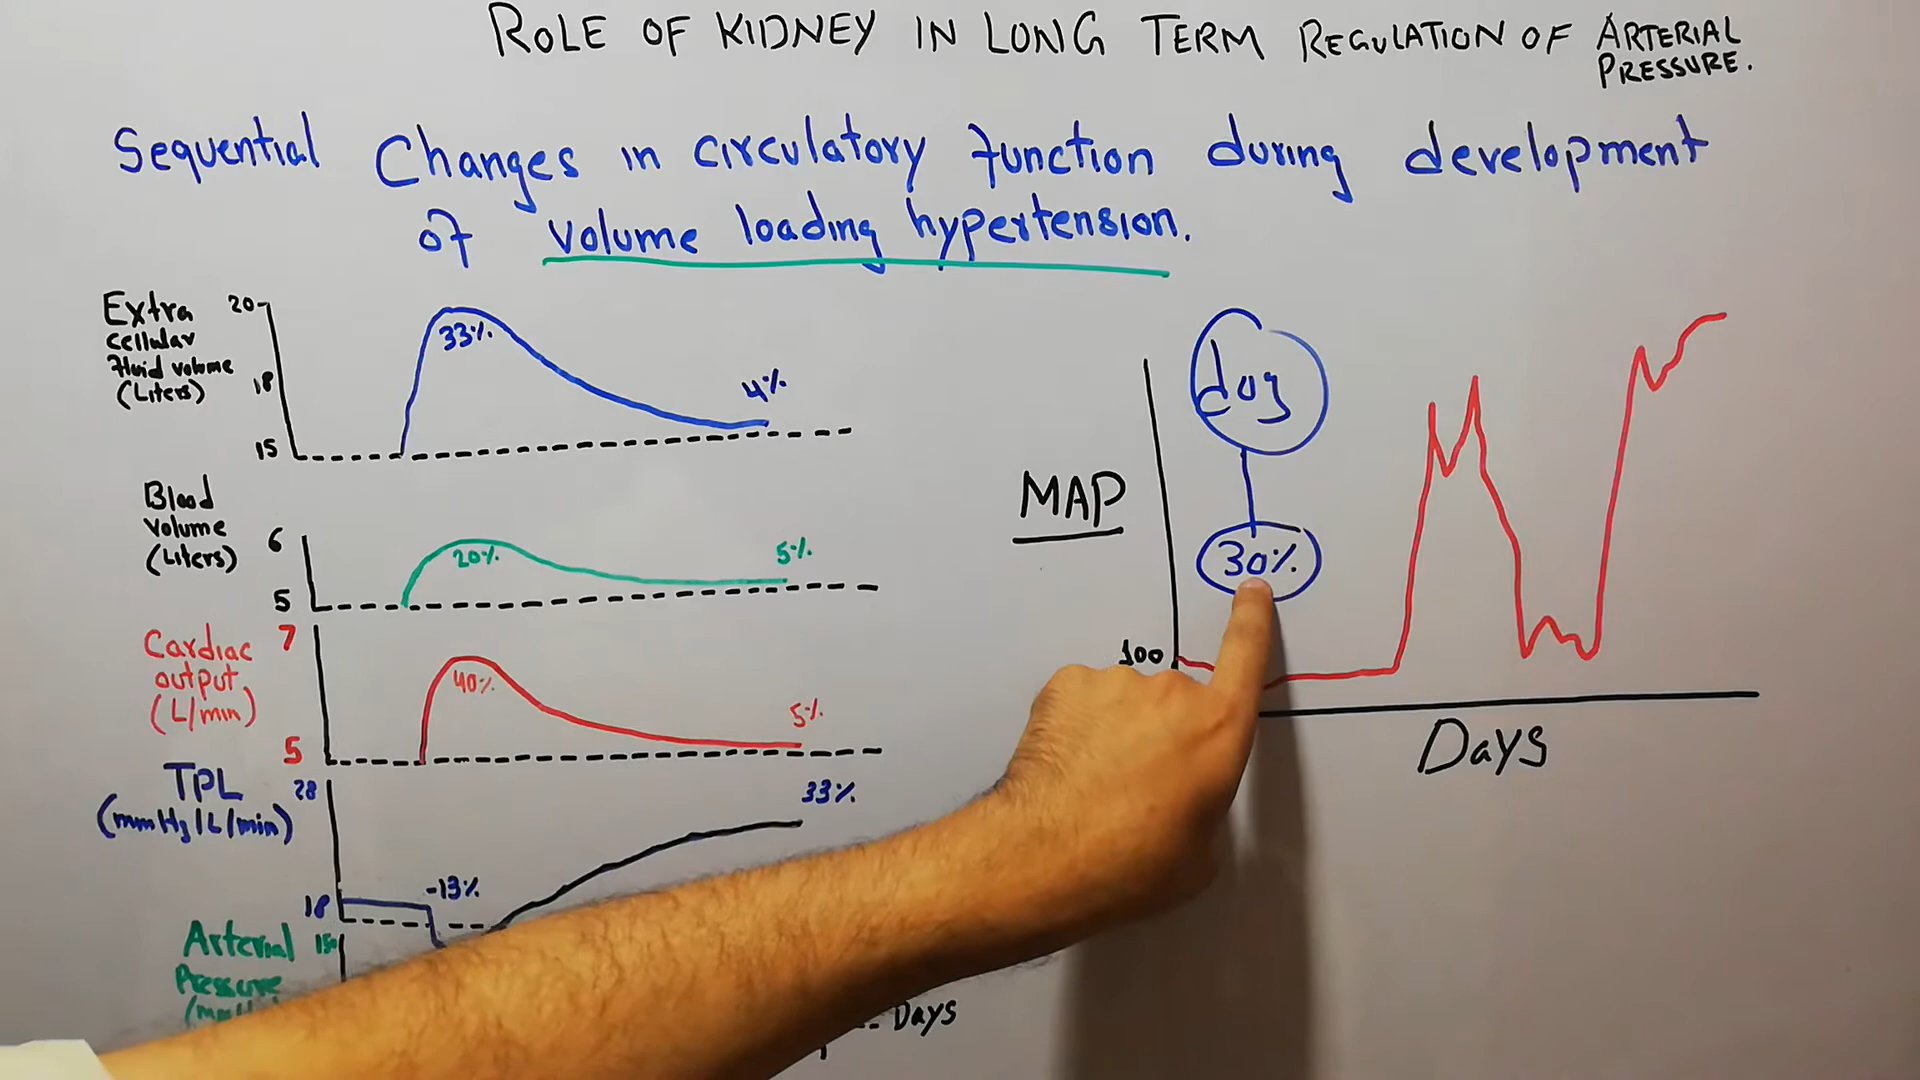 ROLE OF KIDNEY IN LONG TERM REGULATION OF ARTERIAL
PRESSURE.
Sequential Changes in circulatory function during development
of volume loading hypertension.
Extra
cellular
fluid volume
(Liters)
20
18
15
33%
4%
Blood
volume
(Liters)
6
5
20%
5%
Cardiac
output
(L/min)
7
5
40%
5%
TPL
(mmHg/L/min)
28
18
-13%
33%
Arterial
Pressure
150
Days
MAP
100
dog
30%
Days